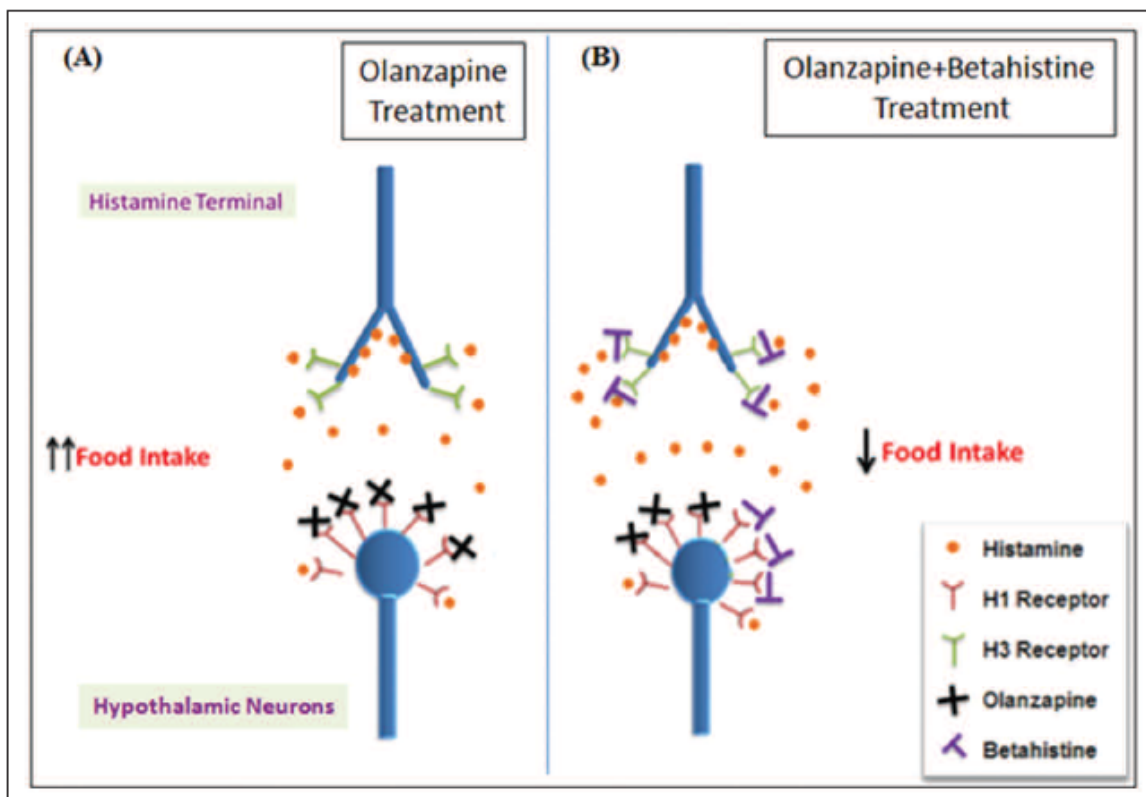 (A)
Olanzapine
Treatment
Histamine Terminal
Food Intake
Hypothalamic Neurons
(B)
Olanzapine+Betahistine
Treatment
Food Intake
Histamine
H1 Receptor
H3 Receptor
Olanzapine
Betahistine